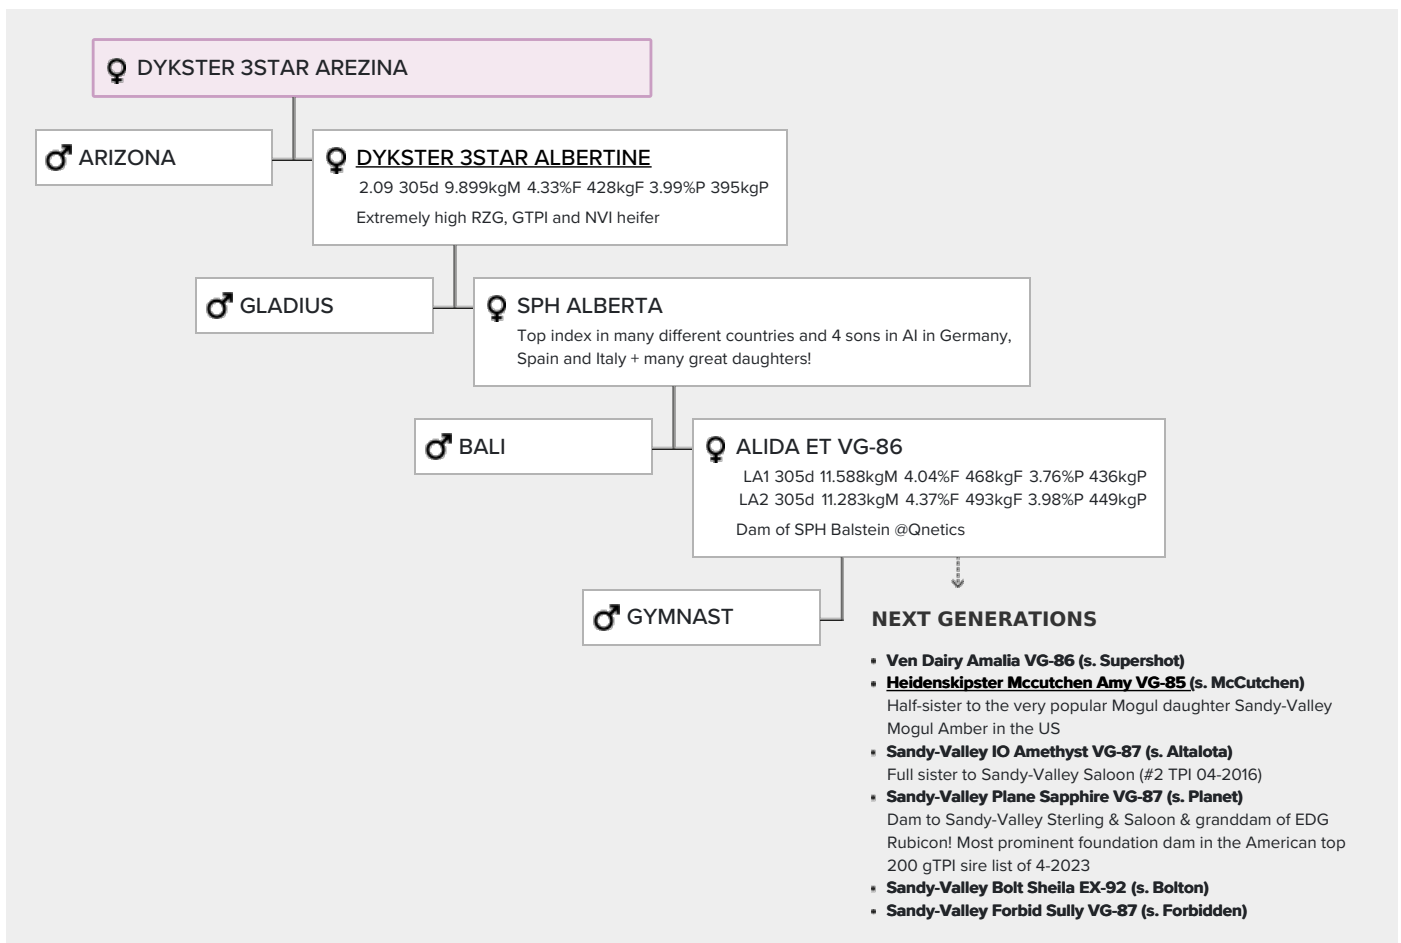 DYKSTER 3STAR AREZINA
ARIZONA
DYKSTER 3STAR ALBERTINE
2.09 305d 9.899kgM 4.33%F 428kgF 3.99%P 395kgP
Extremely high RZG, GTPI and NVI heifer
GLADIUS
SPH ALBERTA
Top index in many different countries and 4 sons in AI in Germany,
Spain and Italy + many great daughters!
BALI
ALIDA ET VG-86
LA1 305d 11.588kgM 4.04%F 468kgF 3.76%P 436kgP
LA2 305d 11.283kgM 4.37%F 493kgF 3.98%P 449kgP
Dam of SPH Balstein @Qnetics
GYMNAST
NEXT GENERATIONS
Ven Dairy Amalia VG-86 (s. Supershot)
Heidenskipster Mccutchen Amy VG-85 (s. McCutchen)
Half-sister to the very popular Mogul daughter Sandy-Valley
Mogul Amber in the US
Sandy-Valley IO Amethyst VG-87 (s. AltaIota)
Full sister to Sandy-Valley Saloon (#2 TPI 04-2016)
Sandy-Valley Plane Sapphire VG-87 (s. Planet)
Dam to Sandy-Valley Sterling & Saloon & granddam of EDG
Rubicon! Most prominent foundation dam in the American top
200 gTPI sire list of 4-2023
Sandy-Valley Bolt Sheila EX-92 (s. Bolton)
Sandy-Valley Forbid Sully VG-87 (s. Forbidden)